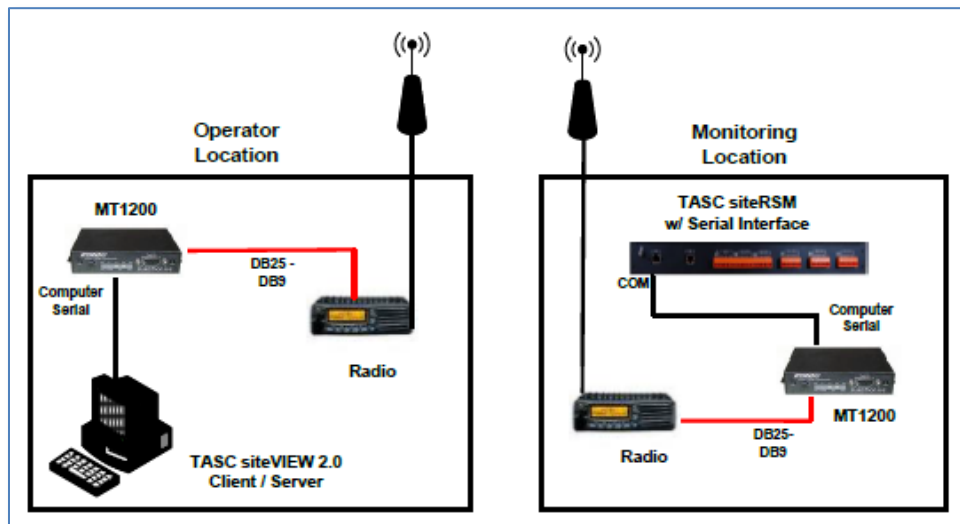 Operator
Location
MT1200
DB25 -
DB9
Computer
Serial
Radio
TASC siteVIEW 2.0
Client / Server
Monitoring
Location
TASC siteRSM
w/ Serial Interface
COM
Computer
Serial
MT1200
DB25-
DB9
Radio